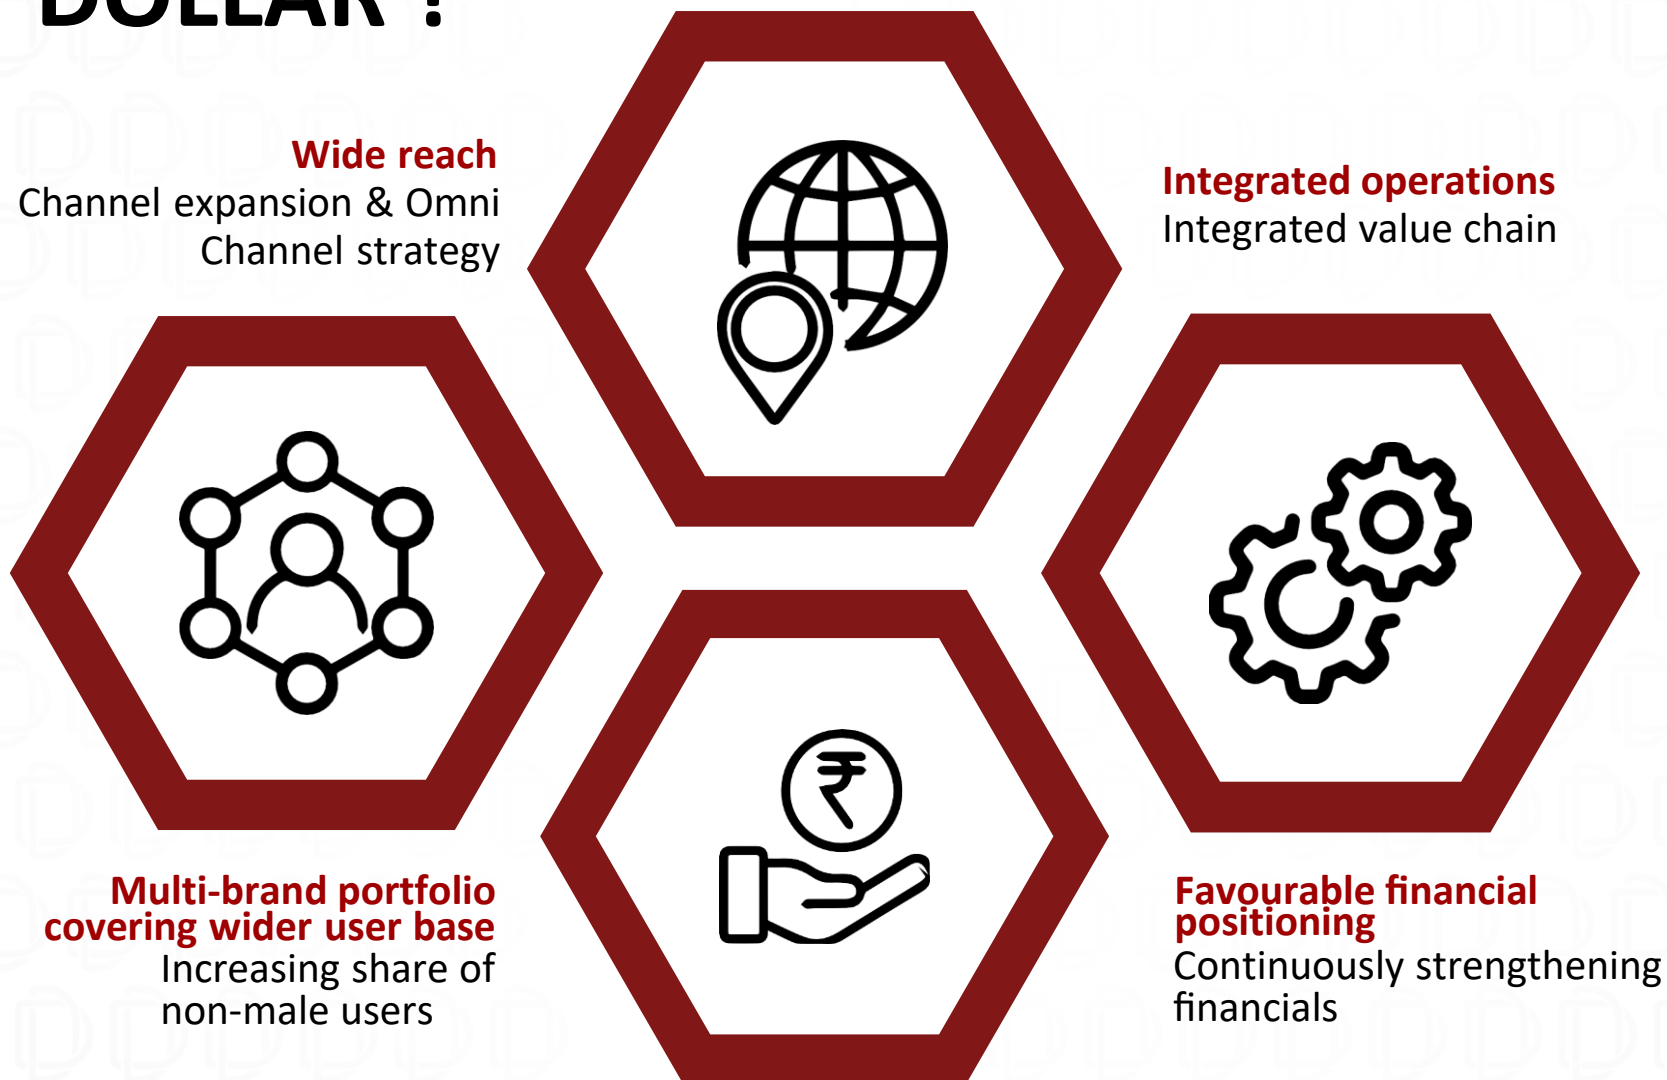 DOLLAR ?
Wide reach
Channel expansion & Omni
Channel strategy
Integrated operations
Integrated value chain
₹
Multi-brand portfolio
covering wider user base
Increasing share of
non-male users
Favourable financial
positioning
Continuously strengthening
financials